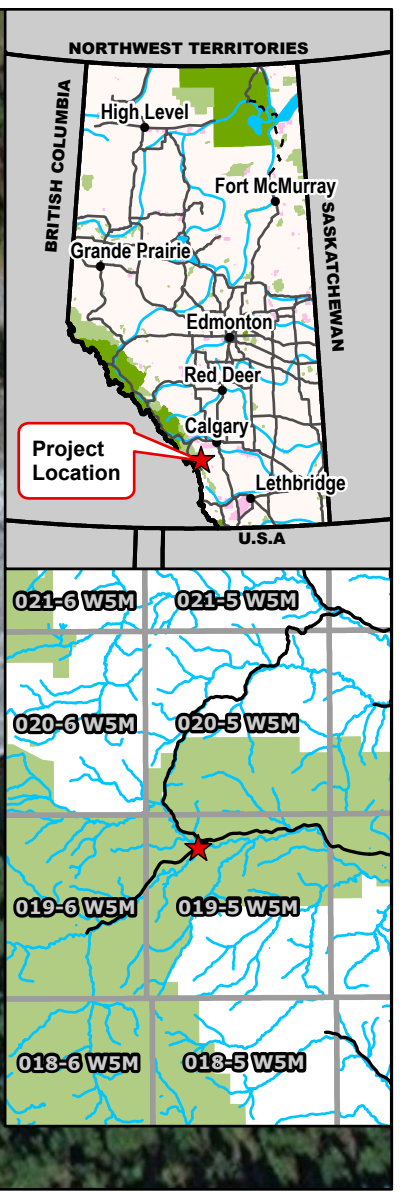 NORTHWEST TERRITORIES
BRITISH COLUMBIA
High Level
Fort McMurray
SASKATCHEWAN
Grande Prairie
Edmonton
Red Deer
Calgary
Project
Location
Lethbridge
U.S.A
021-6 W5M 021-5 W5M
020-6 W5M 020-5 W5M
019-6 W5M 019-5 W5M
018-6 W5M 018-5 W5M